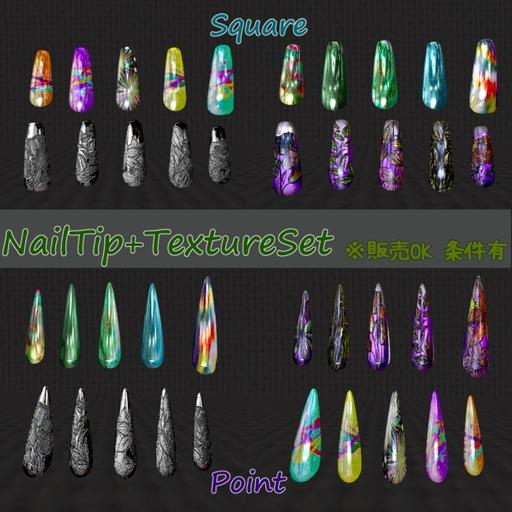 Square
NailTip+TextureSet ※販売OK 条件有
Point